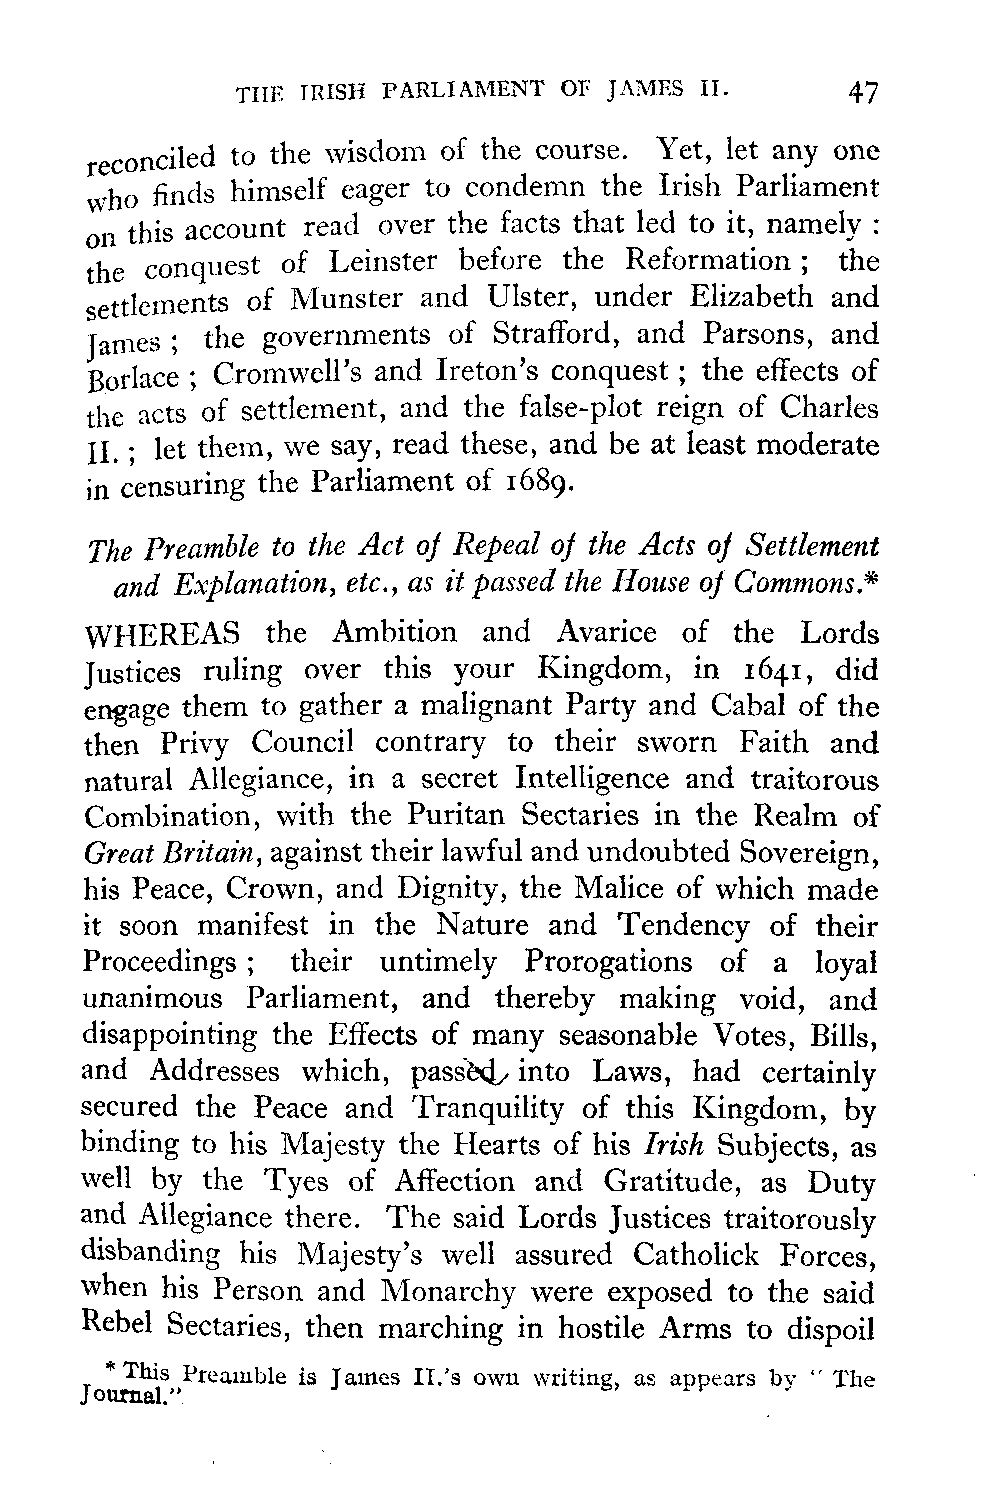 THE IRISH PARLIAMENT OF JAMES II. 47
reconciled to the wisdom of the course. Yet, let any one
who finds himself eager to condemn the Irish Parliament
on this account read over the facts that led to it, namely :
the conquest of Leinster before the Reformation ; the
settlements of Munster and Ulster, under Elizabeth and
James ; the governments of Strafford, and Parsons, and
Borlace ; Cromwell's and Ireton's conquest ; the effects of
the acts of settlement, and the false-plot reign of Charles
II. ; let them, we say, read these, and be at least moderate
in censuring the Parliament of 1689.
The Preamble to the Act of Repeal of the Acts of Settlement
and Explanation, etc., as it passed the House of Commons.*
WHEREAS the Ambition and Avarice of the Lords
Justices ruling over this your Kingdom, in 1641, did
engage them to gather a malignant Party and Cabal of the
then Privy Council contrary to their sworn Faith and
natural Allegiance, in a secret Intelligence and traitorous
Combination, with the Puritan Sectaries in the Realm of
Great Britain, against their lawful and undoubted Sovereign,
his Peace, Crown, and Dignity, the Malice of which made
it soon manifest in the Nature and Tendency of their
Proceedings ; their untimely Prorogations of a loyal
unanimous Parliament, and thereby making void, and
disappointing the Effects of many seasonable Votes, Bills,
and Addresses which, passed, into Laws, had certainly
secured the Peace and Tranquility of this Kingdom, by
binding to his Majesty the Hearts of his Irish Subjects, as
well by the Tyes of Affection and Gratitude, as Duty
and Allegiance there. The said Lords Justices traitorously
disbanding his Majesty's well assured Catholick Forces,
when his Person and Monarchy were exposed to the said
Rebel Sectaries, then marching in hostile Arms to dispoil
* This Preamble is James II.'s own writing, as appears by " The
Journal."